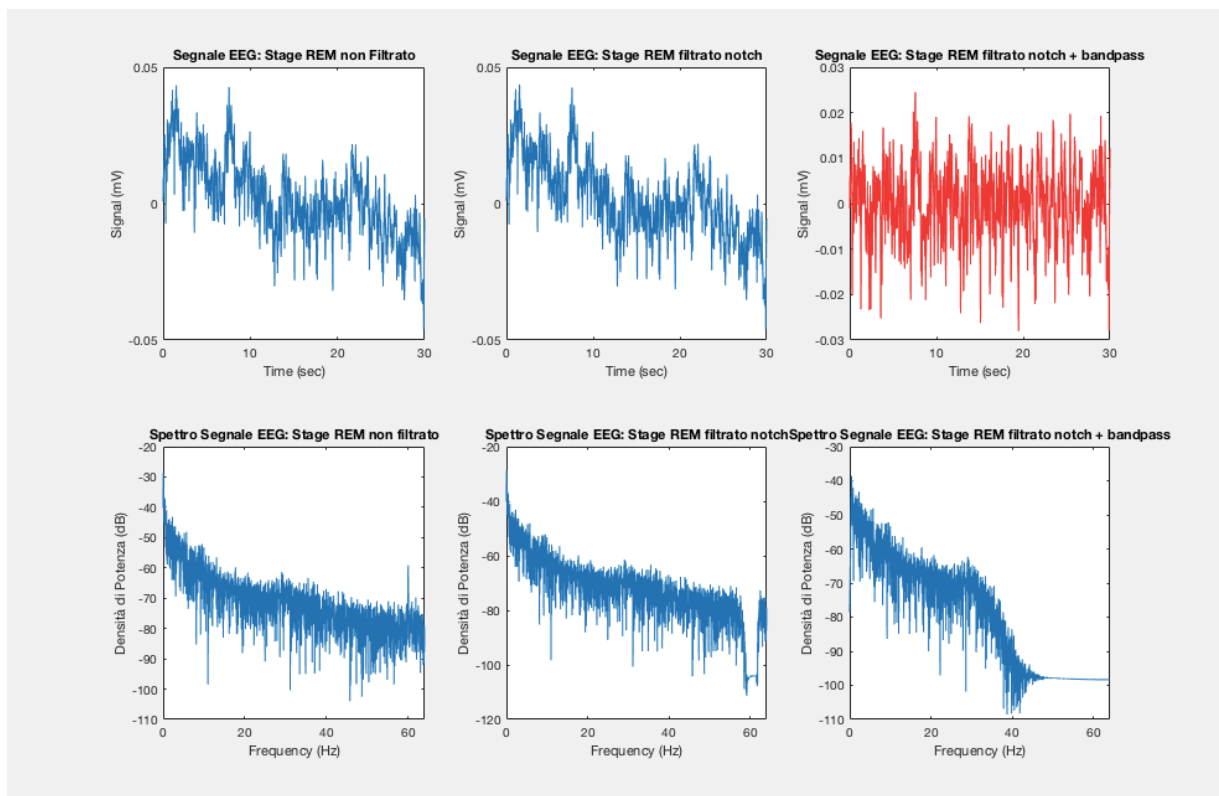 Segnale EEG: Stage REM non Filtrato
0.05
0
-0.05
Signal (mV)
0 10 20 30
Time (sec)
Segnale EEG: Stage REM filtrato notch
0.05
0
-0.05
Signal (mV)
0 10 20 30
Time (sec)
Segnale EEG: Stage REM filtrato notch + bandpass
0.03
0.02
0.01
0
-0.01
-0.02
-0.03
Signal (mV)
0 10 20 30
Time (sec)
Spettro Segnale EEG: Stage REM non filtrato
-20
-30
-40
-50
-60
-70
-80
-90
-100
-110
Densità di Potenza (dB)
0 20 40 60
Frequency (Hz)
Spettro Segnale EEG: Stage REM filtrato notch
-20
-40
-60
-80
-100
-120
Densità di Potenza (dB)
0 20 40 60
Frequency (Hz)
Spettro Segnale EEG: Stage REM filtrato notch + bandpass
-30
-40
-50
-60
-70
-80
-90
-100
-110
Densità di Potenza (dB)
0 20 40 60
Frequency (Hz)